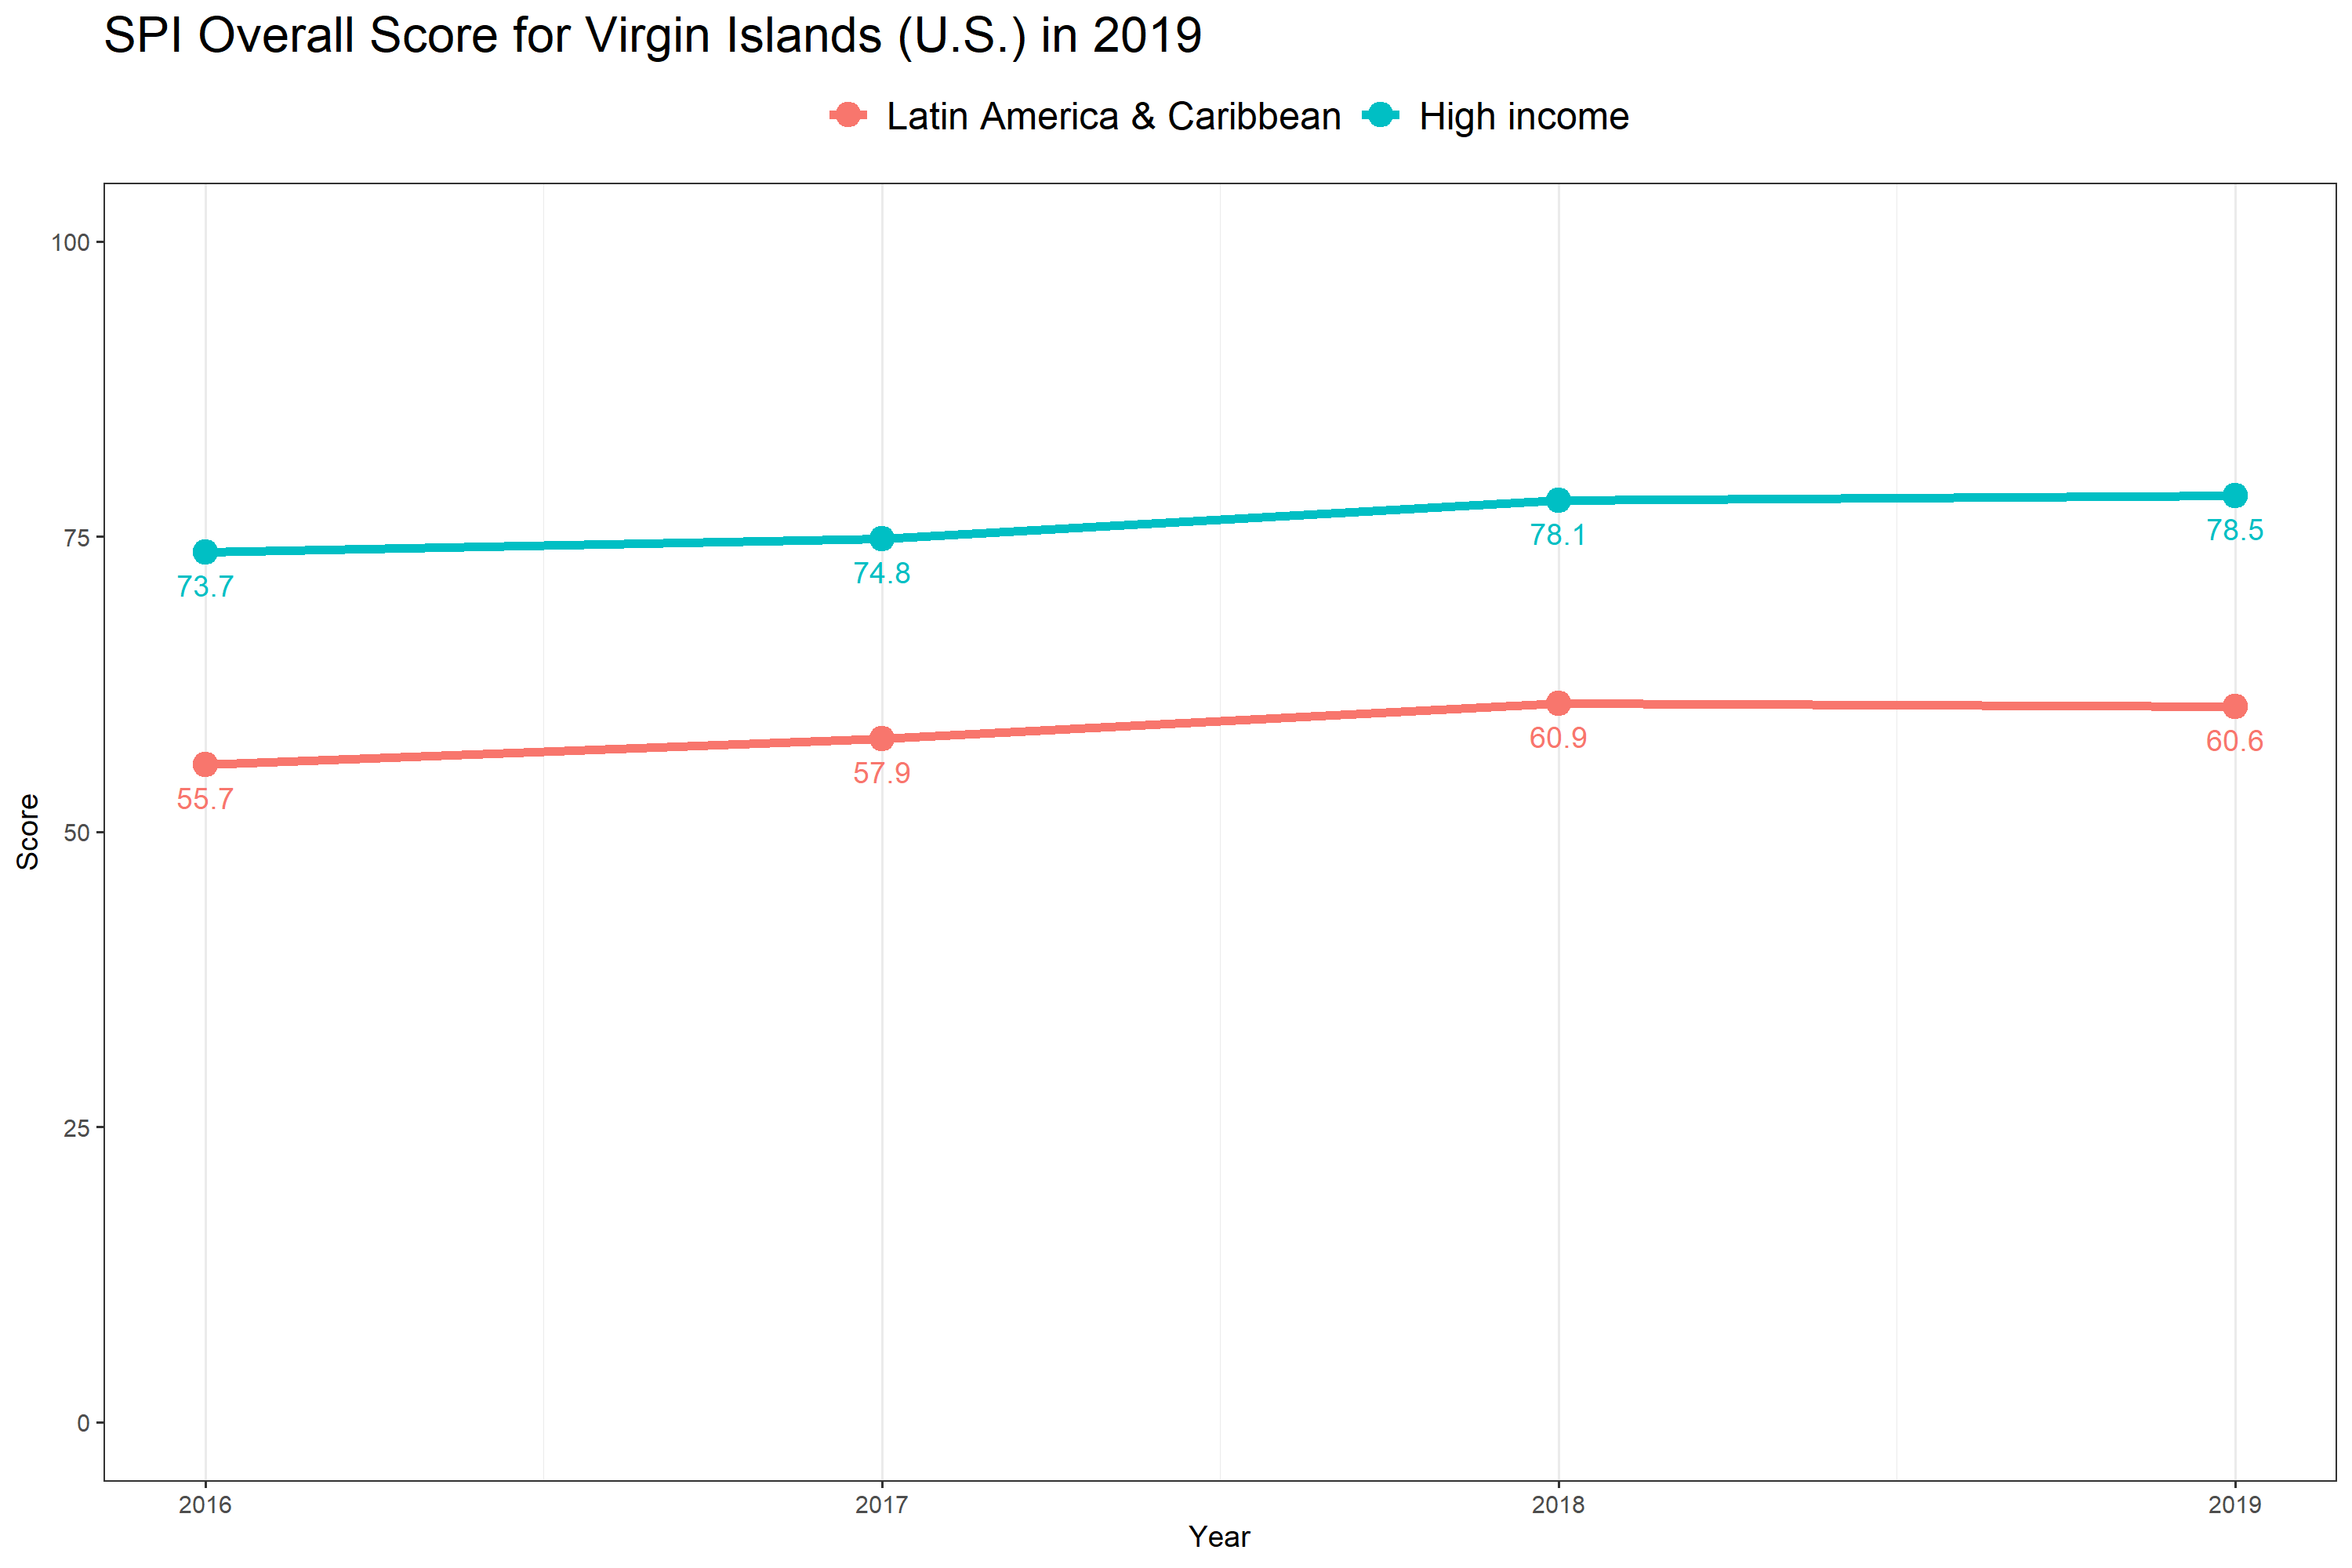 SPI Overall Score for Virgin Islands (U.S.) in 2019
Latin America & Caribbean High income
100
75
50
25
0
Score
73.7
74.8
78.1
78.5
55.7
57.9
60.9
60.6
2016 2017 2018 2019
Year